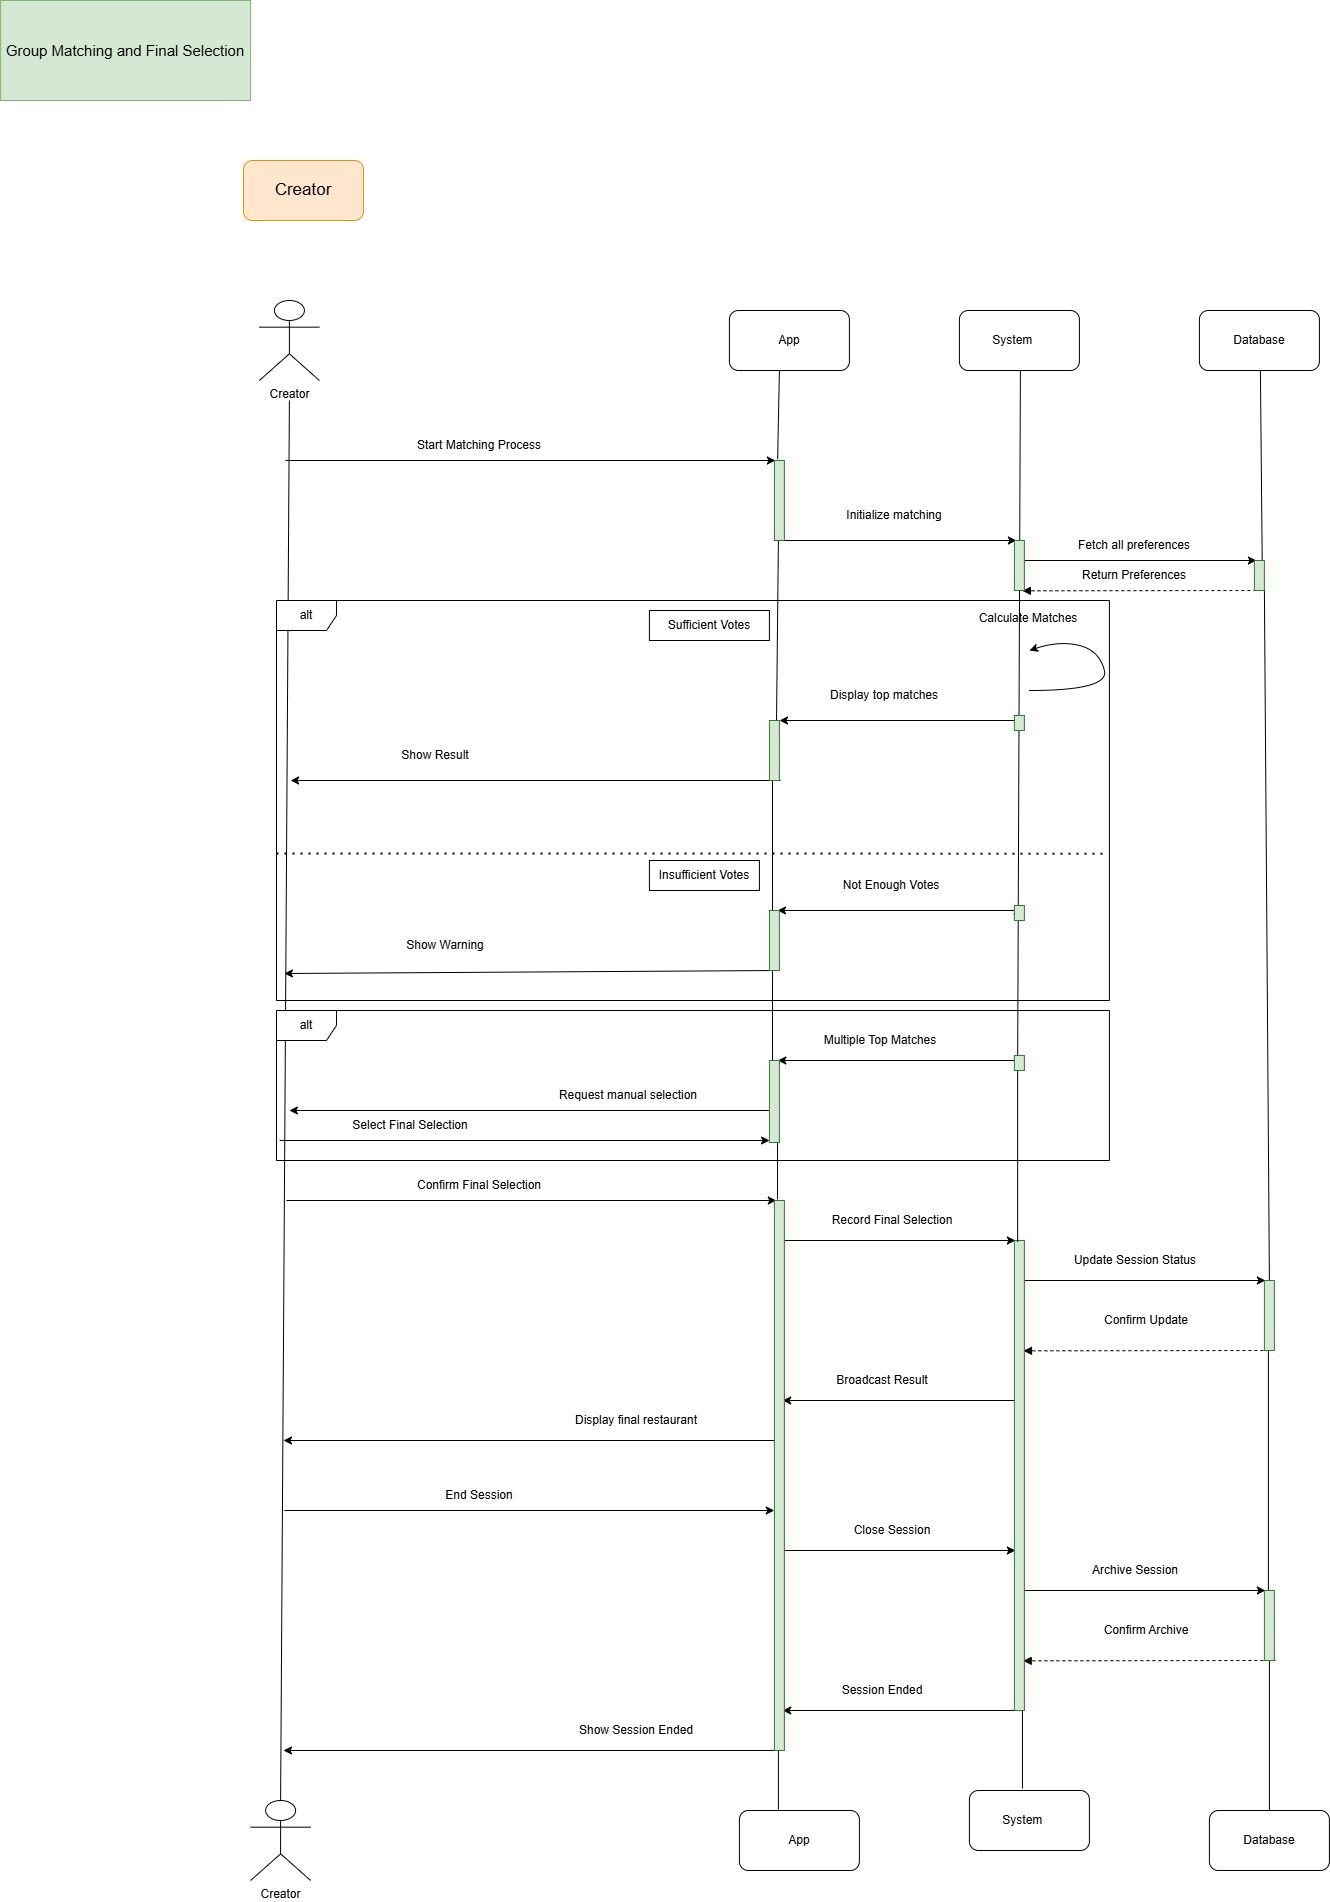 Group Matching and Final Selection
Creator
Creator
App
System
Database
Start Matching Process
Initialize matching
Fetch all preferences
Return Preferences
alt
Sufficient Votes
Calculate Matches
Display top matches
Show Result
Insufficient Votes
Not Enough Votes
Show Warning
alt
Multiple Top Matches
Request manual selection
Select Final Selection
Confirm Final Selection
Record Final Selection
Update Session Status
Confirm Update
Broadcast Result
Display final restaurant
End Session
Close Session
Archive Session
Confirm Archive
Session Ended
Show Session Ended
System
App
Database
Creator